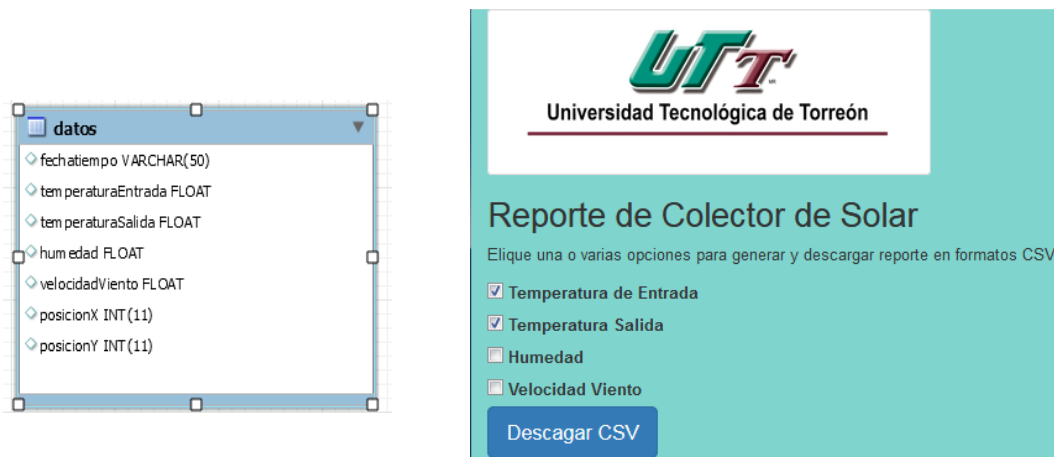 datos
fechatiempo VARCHAR(50)
temperaturaEntrada FLOAT
temperaturaSalida FLOAT
humedad FLOAT
velocidadViento FLOAT
posicionX INT(11)
posicionY INT(11)
UTT
Universidad Tecnológica de Torreón
Reporte de Colector de Solar
Elique una o varias opciones para generar y descargar reporte en formatos CSV
Temperatura de Entrada
Temperatura Salida
Humedad
Velocidad Viento
Descagar CSV